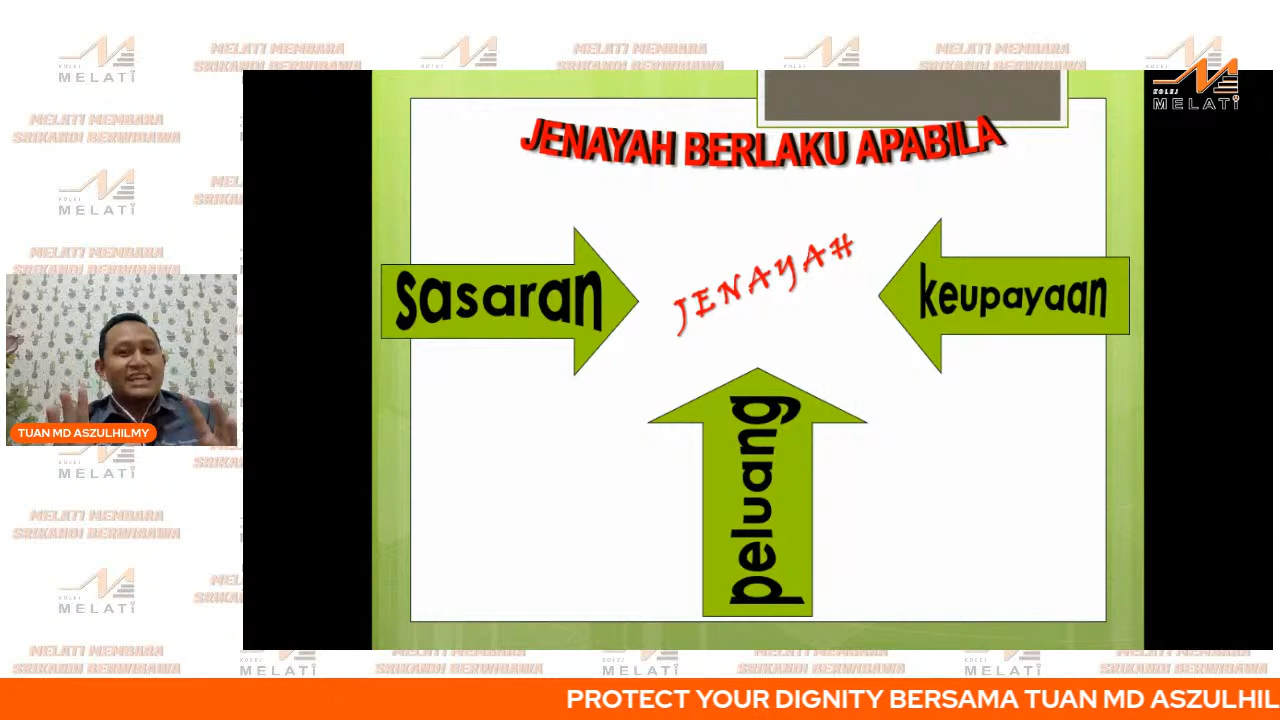 MELATI MEMBARA
SRIKANDI BERWIBAWA
KOLEJ
MELATI
JENAYAH BERLAKU APABILA
sasaran
JENAYAH
keupayaan
peluang
TUAN MD ASZULHILMY
PROTECT YOUR DIGNITY BERSAMA TUAN MD ASZULHIL